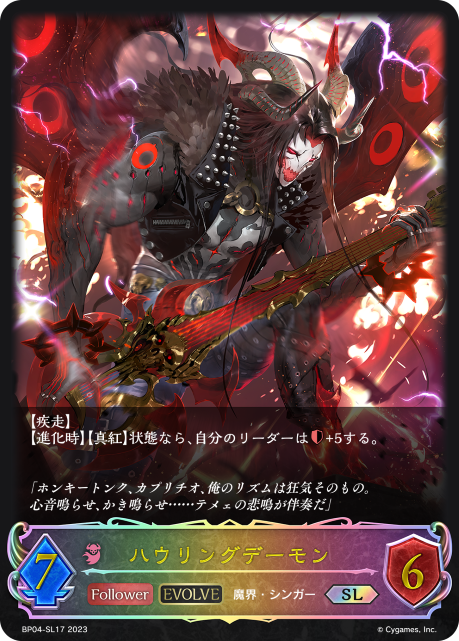 【疾走】
【進化時】【真紅】状態なら、自分のリーダーは+5する。
「ホンキートンク、カプリチオ、俺のリズムは狂気そのもの。
心音鳴らせ、かき鳴らせ……テメェの悲鳴が伴奏だ」
ハウリングデーモン
7
Follower EVOLVE 魔界・シンガー SL
6
BP04-SL17 2023
© Cygames, Inc.